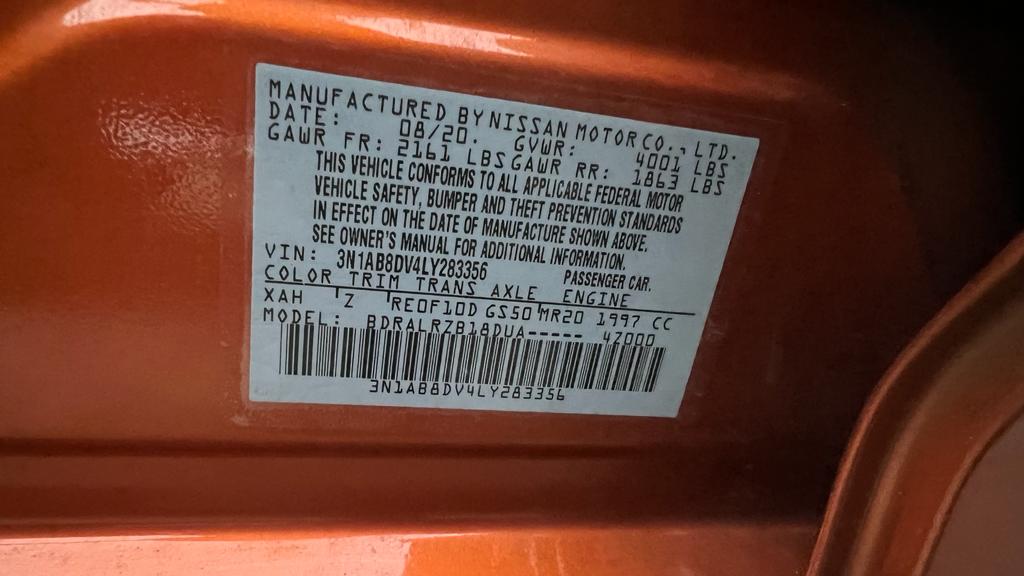 MANUFACTURED BY NISSAN MOTOR CO., LTD.
DATE: 08/20. GVWR: 4001 LBS
GAWR FR: 2161 LBS GAWR RR: 1863 LBS
THIS VEHICLE CONFORMS TO ALL APPLICABLE FEDERAL MOTOR
VEHICLE SAFETY, BUMPER AND THEFT PREVENTION STANDARDS
IN EFFECT ON THE DATE OF MANUFACTURE SHOWN ABOVE.
SEE OWNER'S MANUAL FOR ADDITIONAL INFORMATION.
VIN: 3N1AB8DV4LY283356 PASSENGER CAR.
COLOR TRIM TRANS AXLE ENGINE
XAH Z RE0F10D GS50 MR20 1997 CC
MODEL: BDRALRZB18DUA----- 4Z000
3N1AB8DV4LY283356